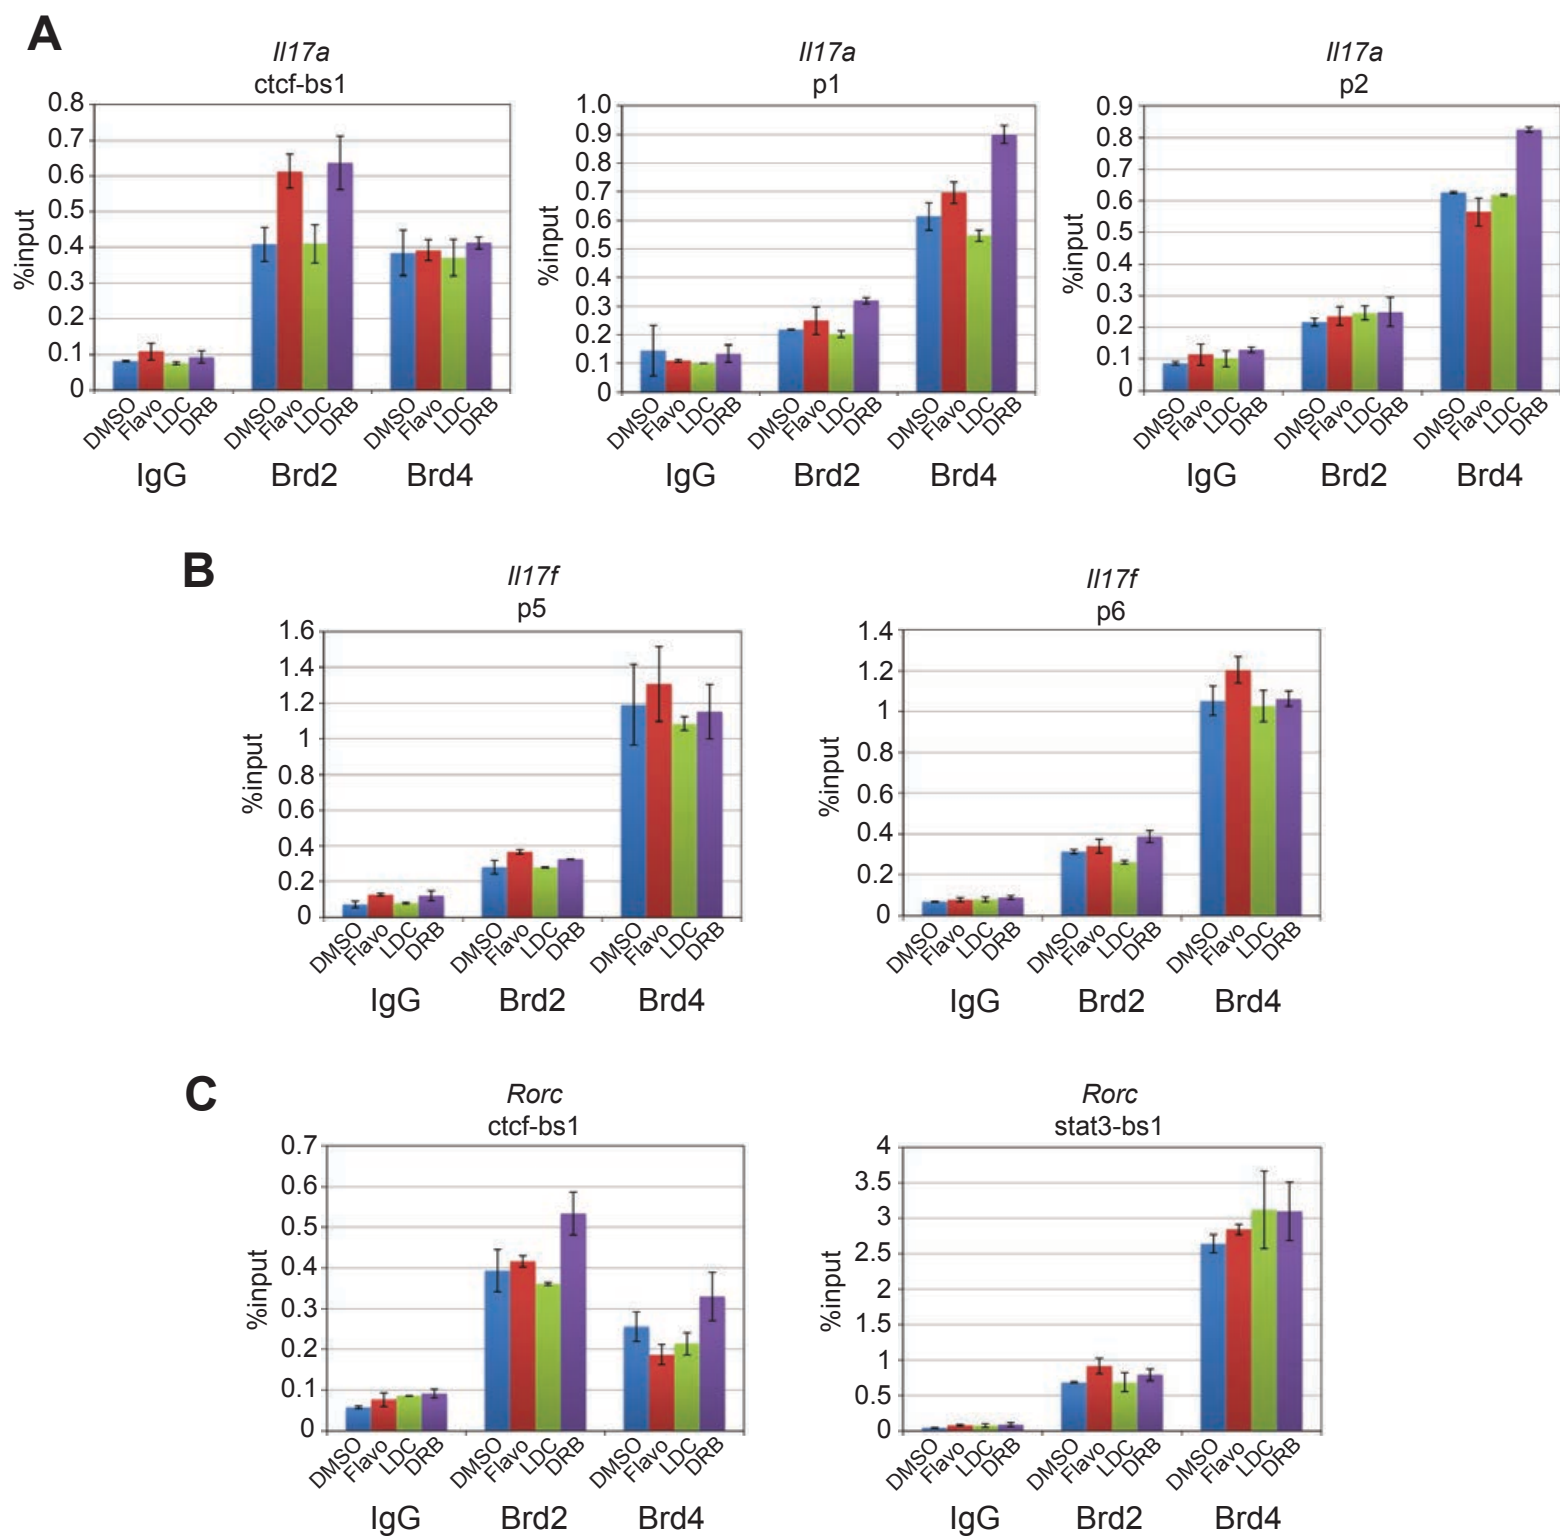 A
Il17a
ctcf-bs1
Il17a
p1
Il17a
p2
%input
0.8
0.7
0.6
0.5
0.4
0.3
0.2
0.1
0
DMSO Flavo LDC DRB DMSO Flavo LDC DRB DMSO Flavo LDC DRB
IgG Brd2 Brd4
%input
1.0
0.9
0.8
0.7
0.6
0.5
0.4
0.3
0.2
0.1
0
DMSO Flavo LDC DRB DMSO Flavo LDC DRB DMSO Flavo LDC DRB
IgG Brd2 Brd4
%input
0.9
0.8
0.7
0.6
0.5
0.4
0.3
0.2
0.1
0
DMSO Flavo LDC DRB DMSO Flavo LDC DRB DMSO Flavo LDC DRB
IgG Brd2 Brd4
B
Il17f
p5
%input
1.6
1.4
1.2
1
0.8
0.6
0.4
0.2
0
DMSO Flavo LDC DRB DMSO Flavo LDC DRB DMSO Flavo LDC DRB
IgG Brd2 Brd4
Il17f
p6
%input
1.4
1.2
1
0.8
0.6
0.4
0.2
0
DMSO Flavo LDC DRB DMSO Flavo LDC DRB DMSO Flavo LDC DRB
IgG Brd2 Brd4
C
Rorc
ctcf-bs1
%input
0.7
0.6
0.5
0.4
0.3
0.2
0.1
0
DMSO Flavo LDC DRB DMSO Flavo LDC DRB DMSO Flavo LDC DRB
IgG Brd2 Brd4
Rorc
stat3-bs1
%input
4
3.5
3
2.5
2
1.5
1
0.5
0
DMSO Flavo LDC DRB DMSO Flavo LDC DRB DMSO Flavo LDC DRB
IgG Brd2 Brd4